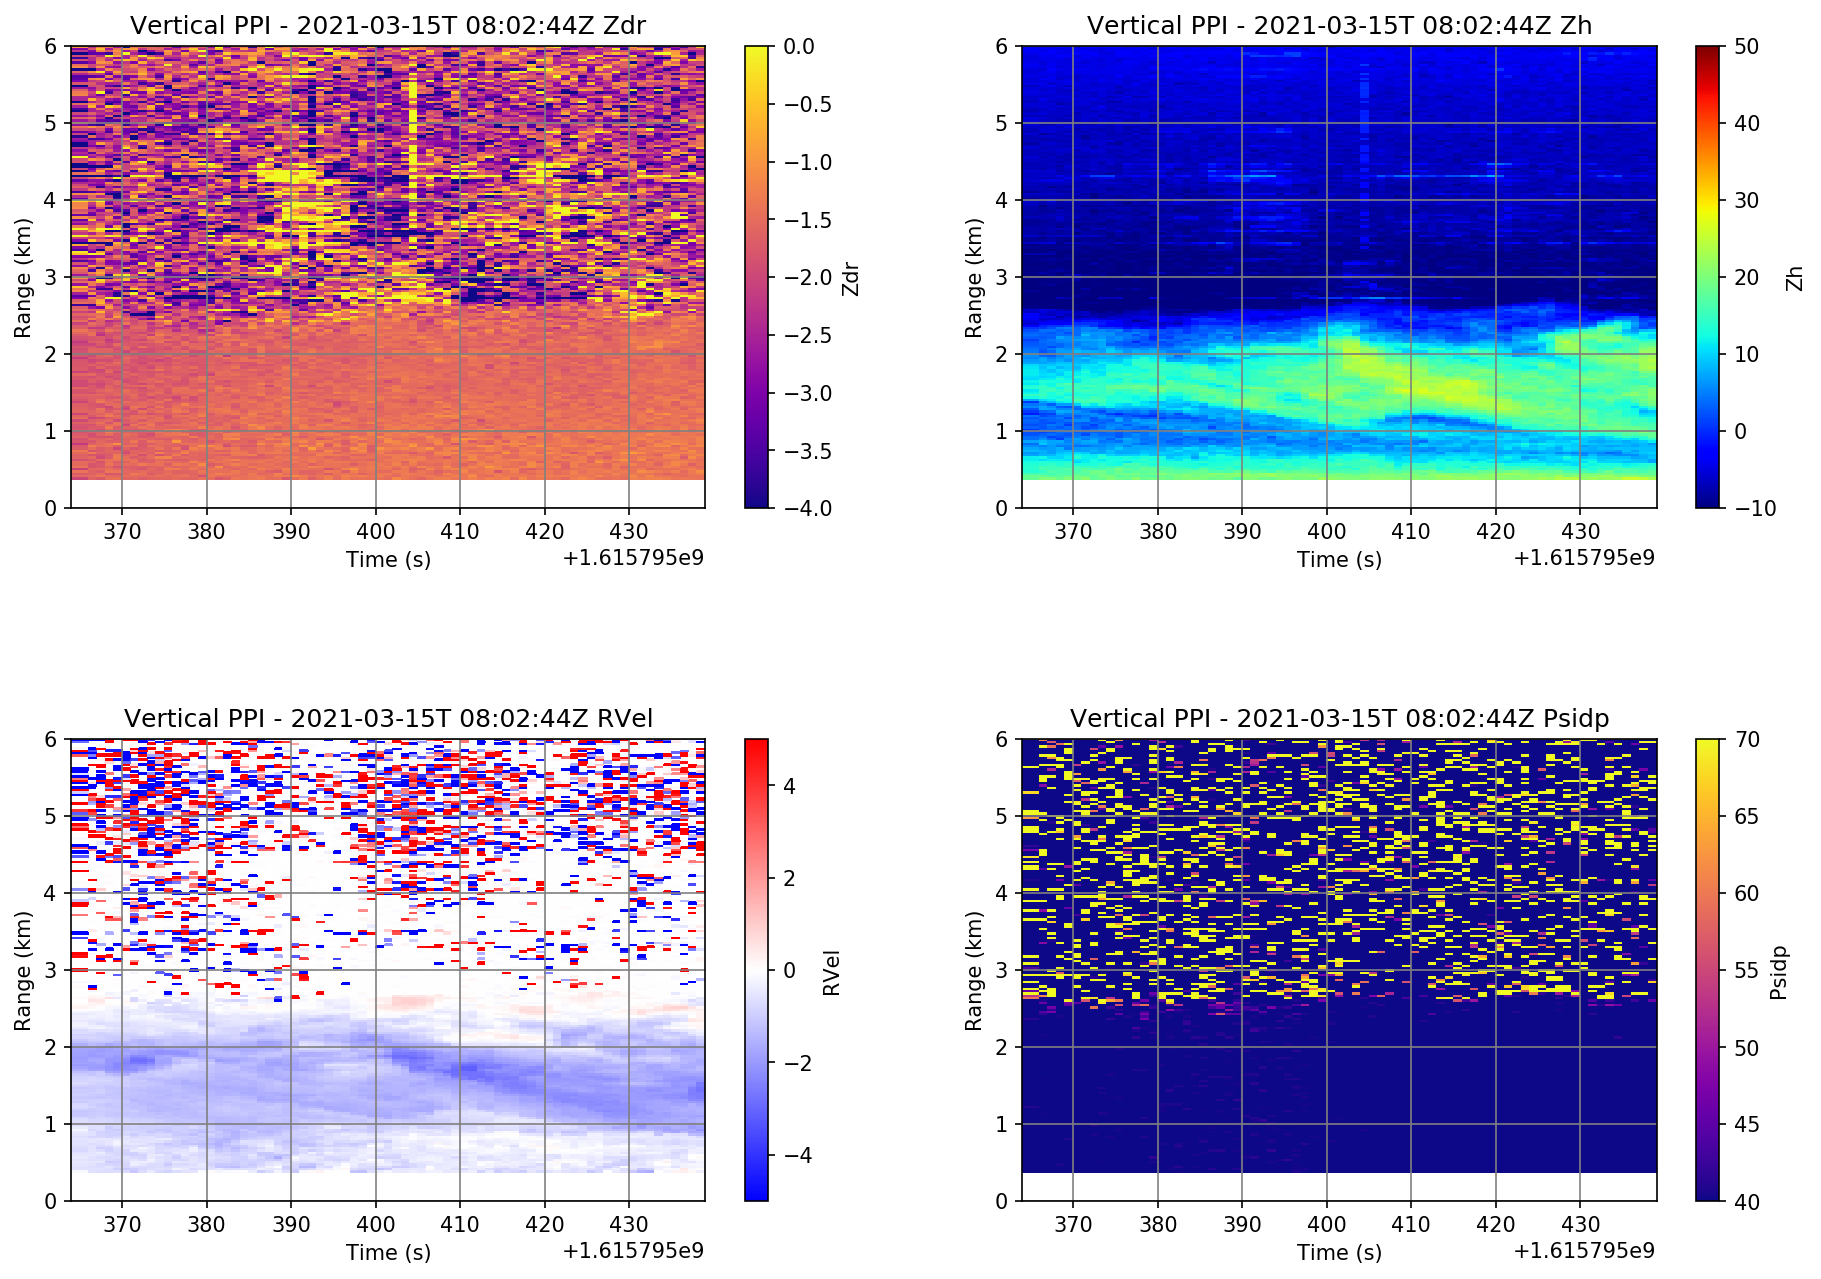 Vertical PPI - 2021-03-15T 08:02:44Z Zdr
6
5
4
3
2
1
0
Range (km)
370 380 390 400 410 420 430
Time (s)
+1.615795e9
0.0
−0.5
−1.0
−1.5
−2.0
−2.5
−3.0
−3.5
−4.0
Zdr
Vertical PPI - 2021-03-15T 08:02:44Z Zh
6
5
4
3
2
1
0
Range (km)
370 380 390 400 410 420 430
Time (s)
+1.615795e9
50
40
30
20
10
0
−10
Zh
Vertical PPI - 2021-03-15T 08:02:44Z RVel
6
5
4
3
2
1
0
Range (km)
370 380 390 400 410 420 430
Time (s)
+1.615795e9
4
2
0
−2
−4
RVel
Vertical PPI - 2021-03-15T 08:02:44Z Psidp
6
5
4
3
2
1
0
Range (km)
370 380 390 400 410 420 430
Time (s)
+1.615795e9
70
65
60
55
50
45
40
Psidp